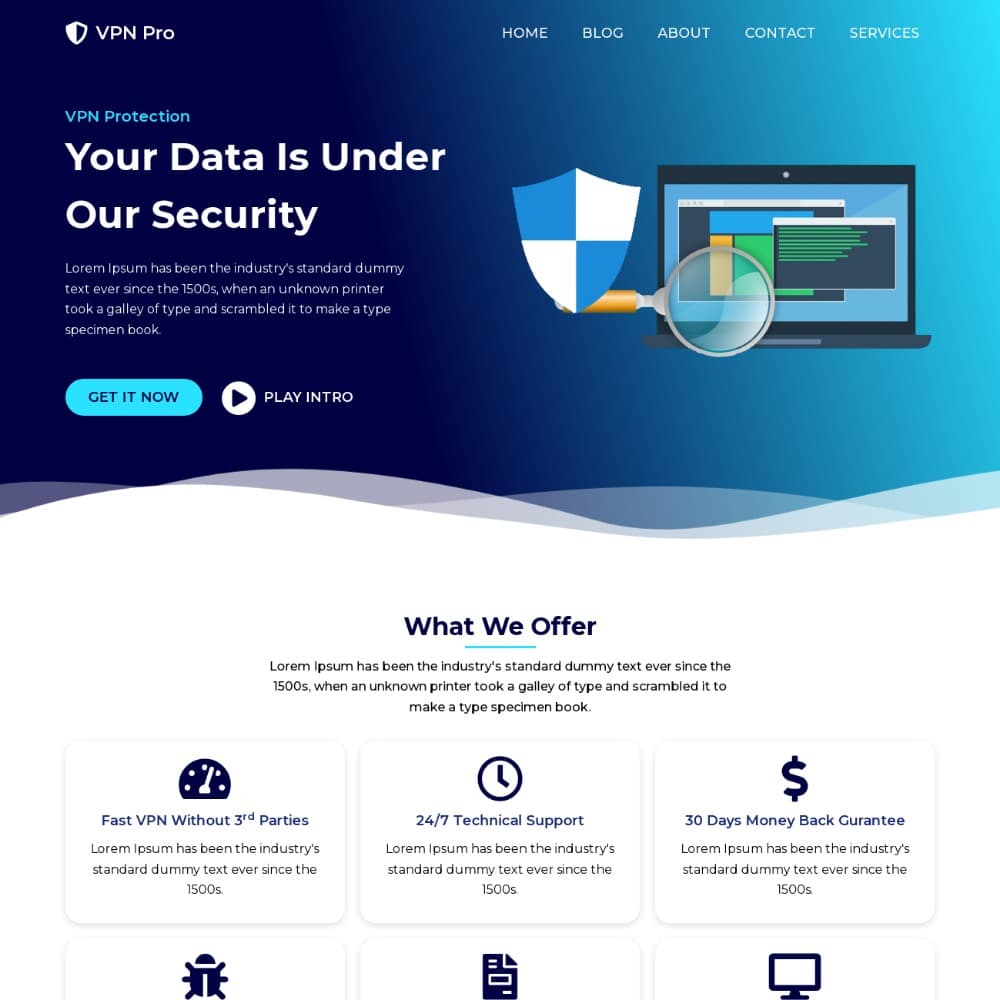 VPN Pro
HOME BLOG ABOUT CONTACT SERVICES
VPN Protection
Your Data Is Under
Our Security
Lorem Ipsum has been the industry's standard dummy
text ever since the 1500s, when an unknown printer
took a galley of type and scrambled it to make a type
specimen book.
GET IT NOW
PLAY INTRO
What We Offer
Lorem Ipsum has been the industry's standard dummy text ever since the
1500s, when an unknown printer took a galley of type and scrambled it to
make a type specimen book.
Fast VPN Without 3rd Parties
Lorem Ipsum has been the industry's
standard dummy text ever since the
1500s.
24/7 Technical Support
Lorem Ipsum has been the industry's
standard dummy text ever since the
1500s.
30 Days Money Back Gurantee
Lorem Ipsum has been the industry's
standard dummy text ever since the
1500s.